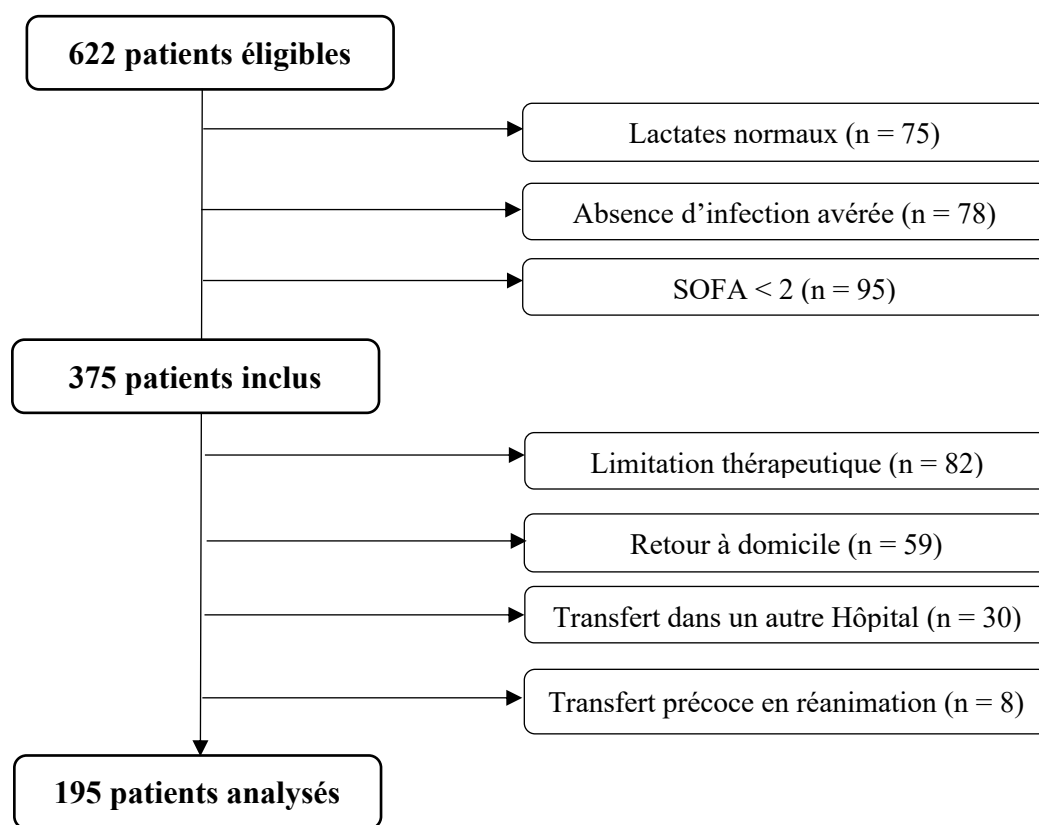 622 patients éligibles
Lactates normaux (n = 75)
Absence d’infection avérée (n = 78)
SOFA < 2 (n = 95)
375 patients inclus
Limitation thérapeutique (n = 82)
Retour à domicile (n = 59)
Transfert dans un autre Hôpital (n = 30)
Transfert précoce en réanimation (n = 8)
195 patients analysés